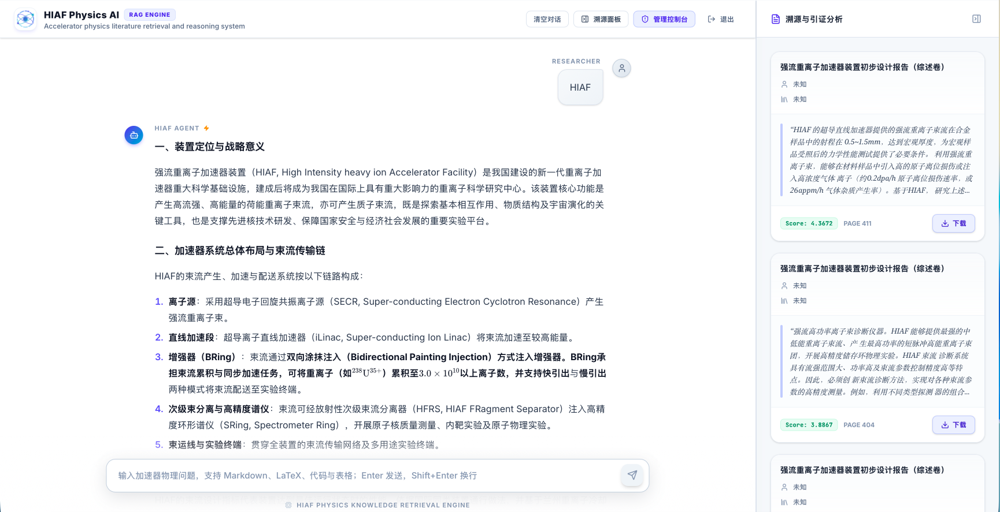 HIAF Physics AI RAG ENGINE
Accelerator physics literature retrieval and reasoning system
清空对话
溯源面板
管理控制台
退出
RESEARCHER
HIAF
HIAF AGENT
一、装置定位与战略意义
强流重离子加速器装置（HIAF, High Intensity heavy ion Accelerator Facility）是我国建设的新一代重离子加
速器重大科学基础设施，建成后将成为我国在国际上具有重大影响力的重离子科学研究中心。该装置核心功能是
产生高流强、高能量的荷能重离子束流，亦可产生质子束流，既是探索基本相互作用、物质结构及宇宙演化的关
键工具，也是支撑先进核技术研发、保障国家安全与经济社会发展的重要实验平台。
二、加速器系统总体布局与束流传输链
HIAF的束流产生、加速与配送系统按以下链路构成：
1. 离子源：采用超导电子回旋共振离子源（SECR, Super-conducting Electron Cyclotron Resonance）产生
强流重离子束。
2. 直线加速段：超导离子直线加速器（iLinac, Super-conducting Ion Linac）将束流加速至较高能量。
3. 增强器（BRing）：束流通过双向涂抹注入（Bidirectional Painting Injection）方式注入增强器。BRing承
担束流累积与同步加速任务，可将重离子（如²³⁸U³⁵⁺）累积至3.0 × 10¹⁰以上离子数，并支持快引出与慢引出
两种模式将束流配送至实验终端。
4. 次级束分离与高精度谱仪：束流可经放射性次级束流分离器（HFRS, HIAF FRagment Separator）注入高精
度环形谱仪（SRing, Spectrometer Ring），开展原子核质量测量、内靶实验及原子物理实验。
5. 束运线与实验终端：贯穿全装置的束流传输网络及多用途实验终端。
输入加速器物理问题，支持 Markdown、LaTeX、代码与表格；Enter 发送，Shift+Enter 换行
HIAF PHYSICS KNOWLEDGE RETRIEVAL ENGINE
溯源与引证分析
强流重离子加速器装置初步设计报告（综述卷）
未知
未知
“HIAF 的超导直线加速器提供的强流重离子束流在合金
样品中的射程在 0.5~1.5mm，达到宏观厚度，为宏观样
品受照后的力学性能测试提供了必要条件。 利用强流重
离子束，能够在材料样品中引入高的原子离位损伤或注
入高浓度气体 离子（约0.2dpa/h 原子离位损伤速率，或
26appm/h 气体杂质产生率）。基于HIAF， 研究上述...
Score: 4.3672 PAGE 411 下载
强流重离子加速器装置初步设计报告（综述卷）
未知
未知
“强流高功率离子束诊断仪器。HIAF 能够提供最强的中
低能重离子束流、产 生最高功率的短脉冲高能重离子束
团，开展高精度储存环物理实验。HIAF 束流 诊断系统
具有流强范围大、功率高及束流参数控制精度高等特
点。因此，必须创 新束流诊断方法，实现对各种束流参
数的高精度测量。例如，利用不同类型探测 器的组合...
Score: 3.8867 PAGE 404 下载
强流重离子加速器装置初步设计报告（综述卷）
未知
未知